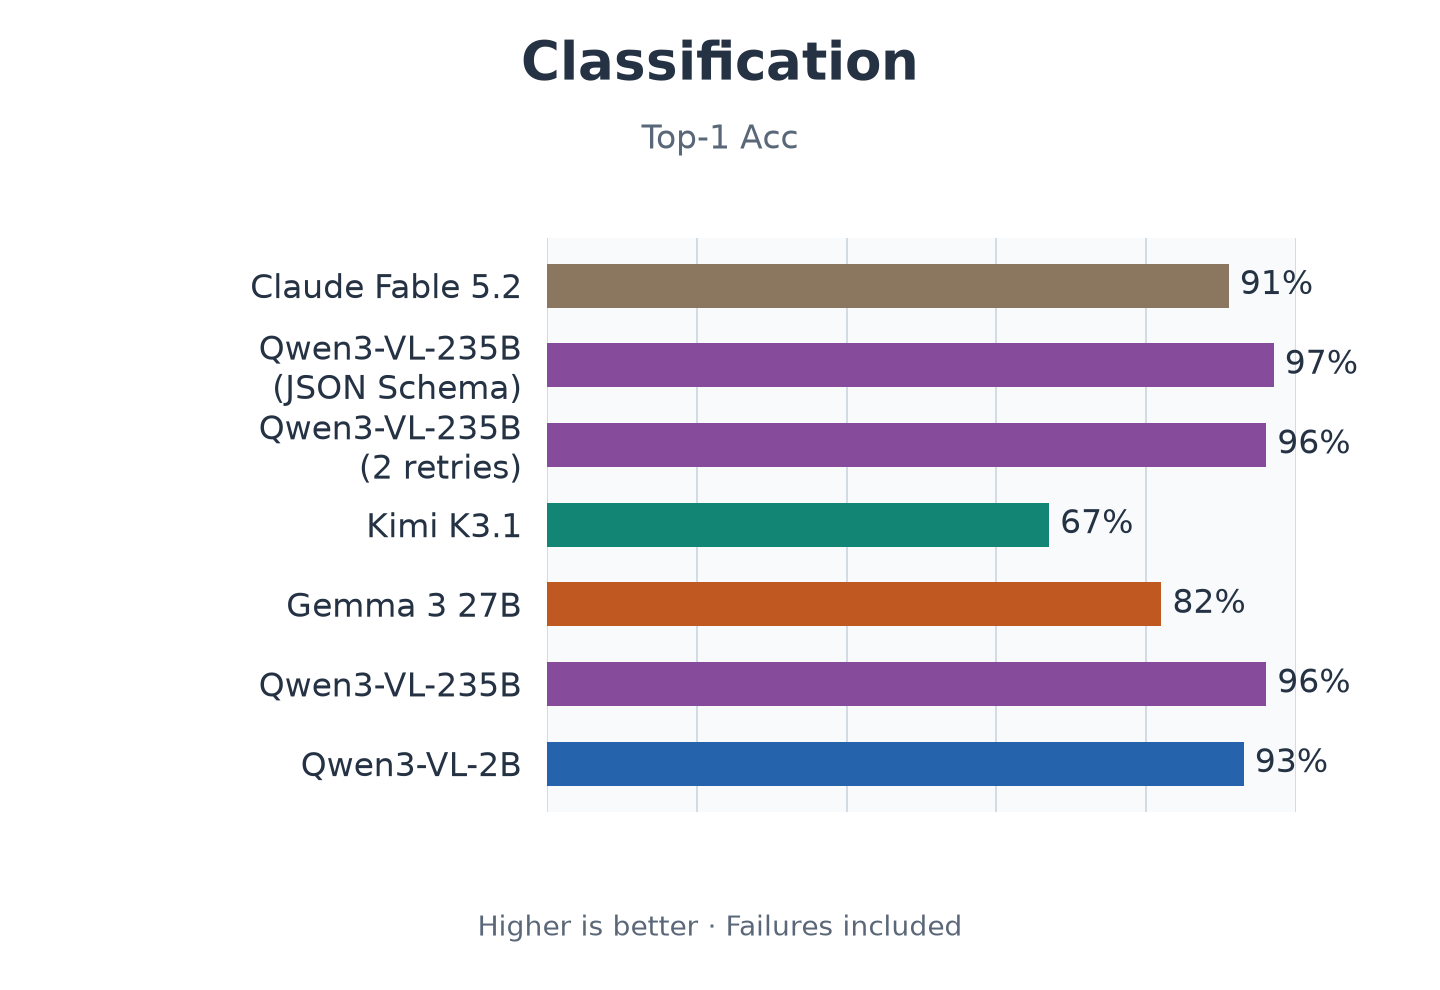 Classification
Top-1 Acc
Claude Fable 5.2
91%
Qwen3-VL-235B
(JSON Schema)
97%
Qwen3-VL-235B
(2 retries)
96%
Kimi K3.1
67%
Gemma 3 27B
82%
Qwen3-VL-235B
96%
Qwen3-VL-2B
93%
Higher is better · Failures included